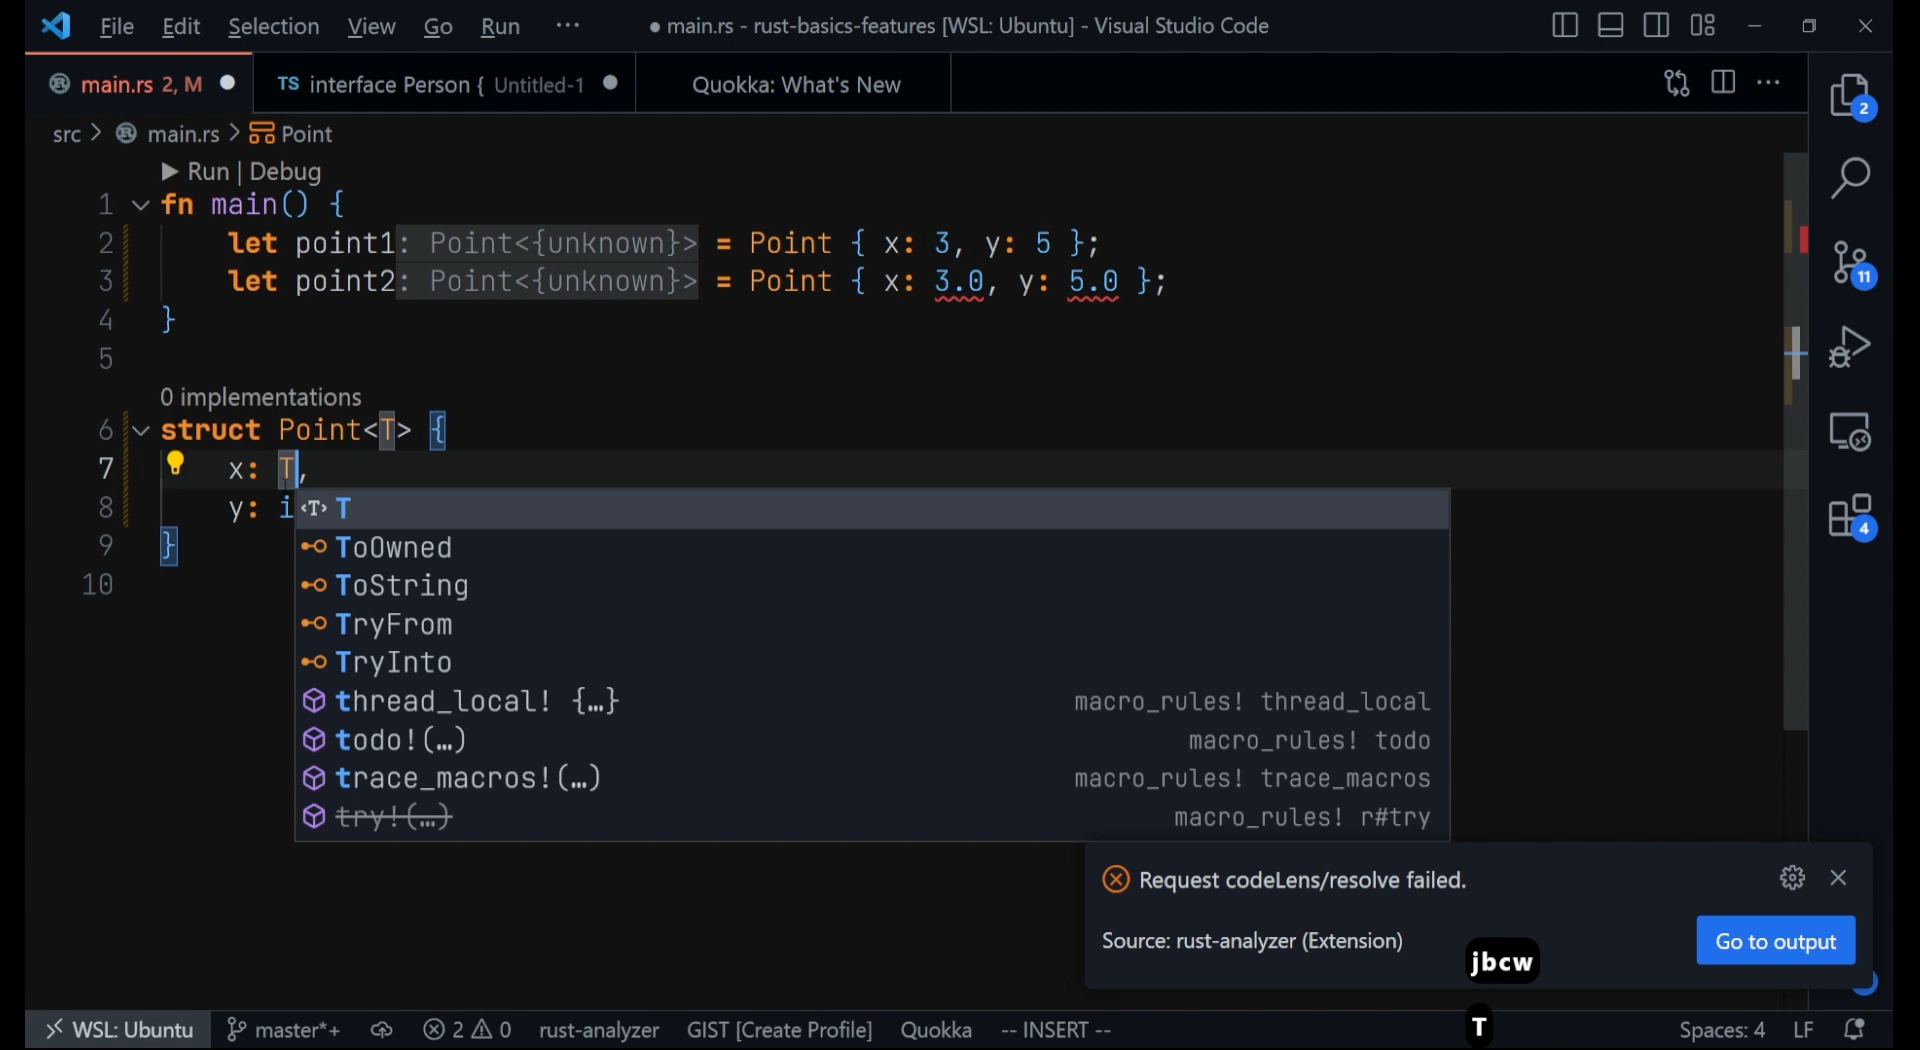 File Edit Selection View Go Run ··· ● main.rs - rust-basics-features [WSL: Ubuntu] - Visual Studio Code
main.rs 2, M ● TS interface Person { Untitled-1 ● Quokka: What's New
src > main.rs > Point
2
▶ Run | Debug
1 fn main() {
2 let point1: Point<{unknown}> = Point { x: 3, y: 5 };
3 let point2: Point<{unknown}> = Point { x: 3.0, y: 5.0 };
11
4 }
5
0 implementations
6 struct Point<T> {
7 x: T,
8 y: i
<T> T
9 }
ToOwned
4
10
ToString
TryFrom
TryInto
thread_local! {…} macro_rules! thread_local
todo!(…) macro_rules! todo
trace_macros!(…) macro_rules! trace_macros
try!(…) macro_rules! r#try
Request codeLens/resolve failed.
Source: rust-analyzer (Extension) Go to output
jbcw
WSL: Ubuntu master*+ 2 0 rust-analyzer GIST [Create Profile] Quokka -- INSERT -- T Spaces: 4 LF